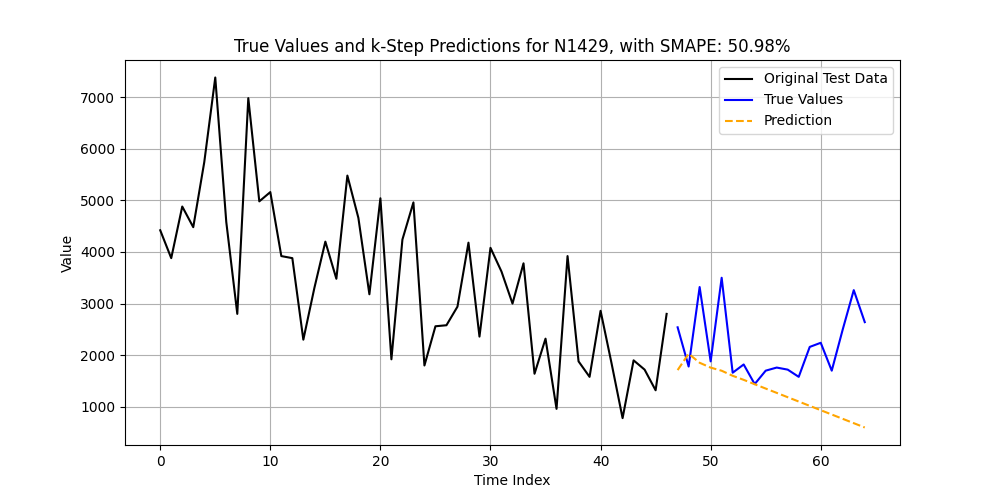 True Values and k-Step Predictions for N1429, with SMAPE: 50.98%
Original Test Data
True Values
Prediction
Value
7000
6000
5000
4000
3000
2000
1000
0 10 20 30 40 50 60
Time Index